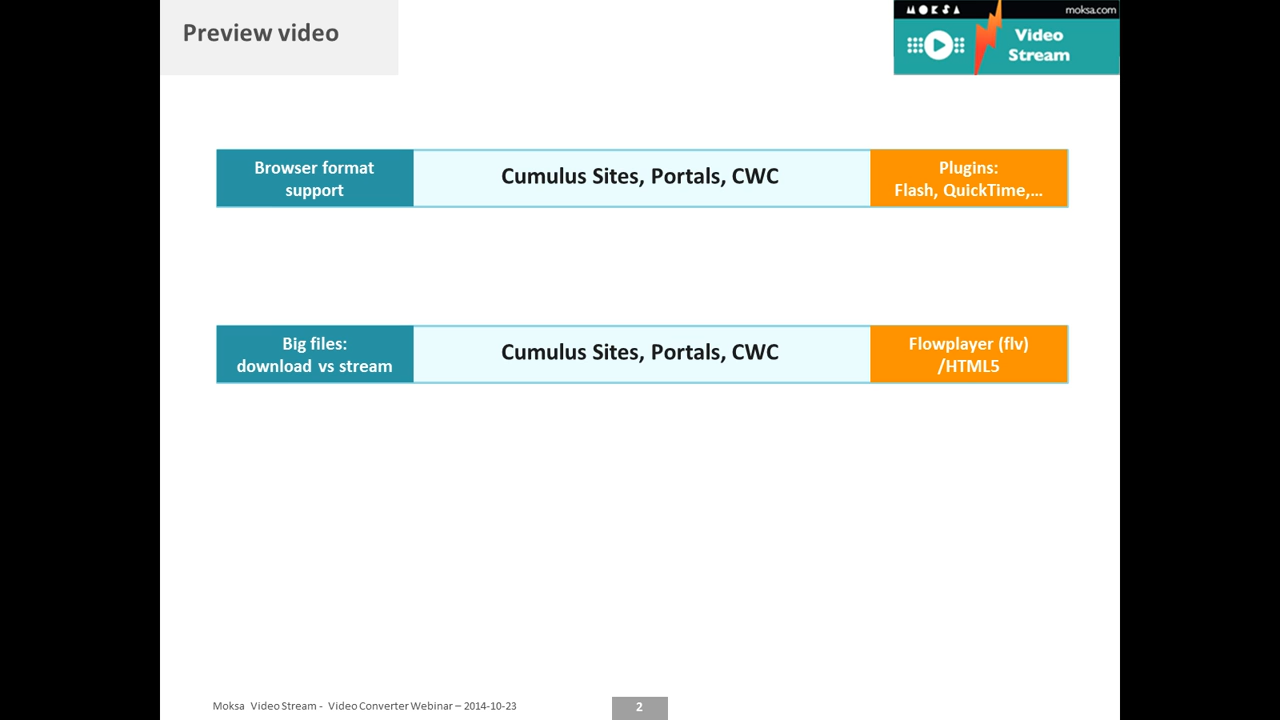 Preview video
MOKSA
moksa.com
Video
Stream
Browser format
support
Cumulus Sites, Portals, CWC
Plugins:
Flash, QuickTime,...
Big files:
download vs stream
Cumulus Sites, Portals, CWC
Flowplayer (flv)
/HTML5
Moksa Video Stream - Video Converter Webinar – 2014-10-23
2